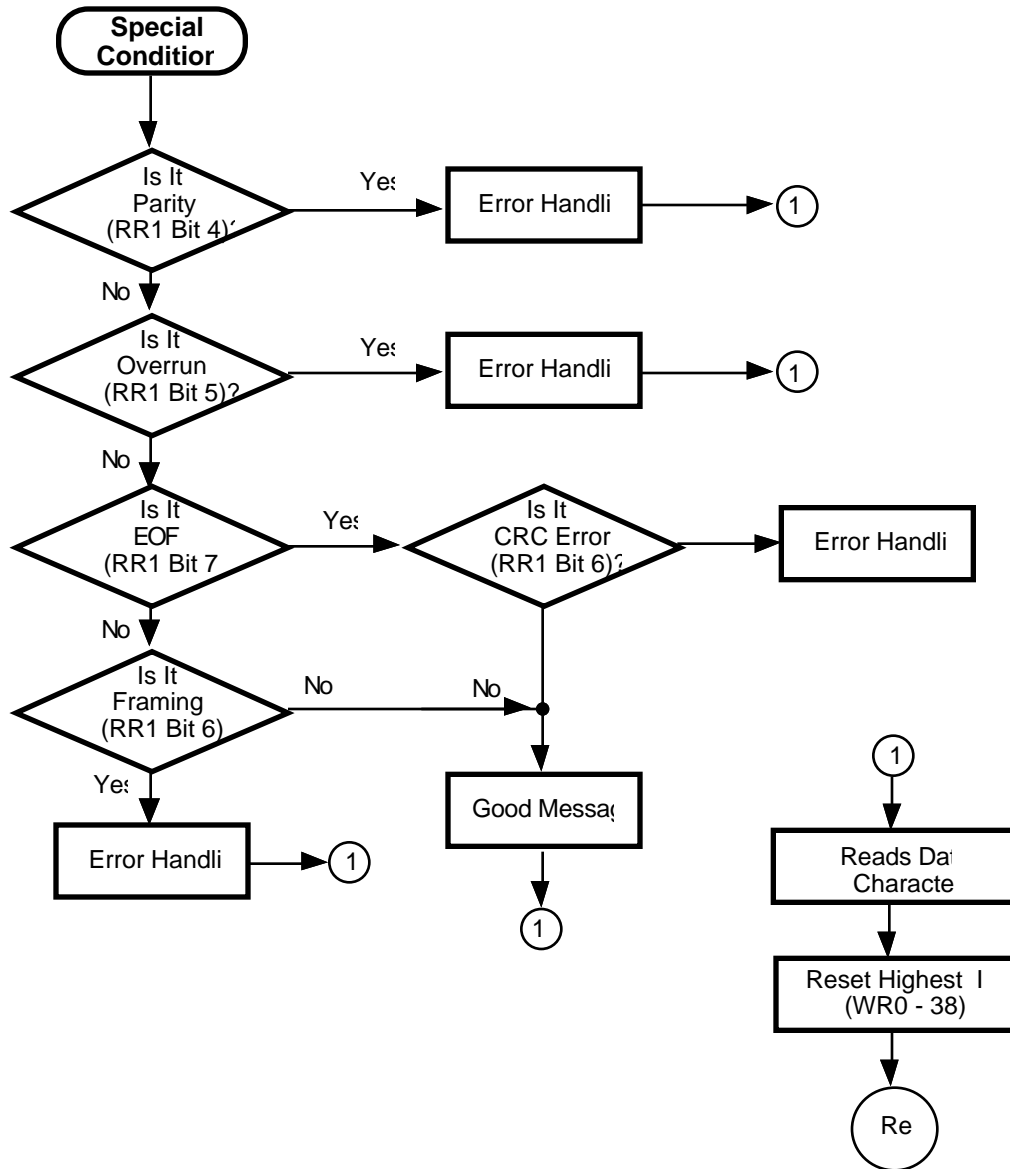 Special
Condition
Is It
Parity
(RR1 Bit 4)?
Yes
Error Handli
1
No
Is It
Overrun
(RR1 Bit 5)?
Yes
Error Handli
1
No
Is It
EOF
(RR1 Bit 7
Yes
Is It
CRC Error
(RR1 Bit 6)?
Error Handli
No
Is It
Framing
(RR1 Bit 6)
No
No
Yes
Error Handli
1
Good Messag
1
1
Reads Dat
Characte
Reset Highest I
(WR0 - 38)
Re